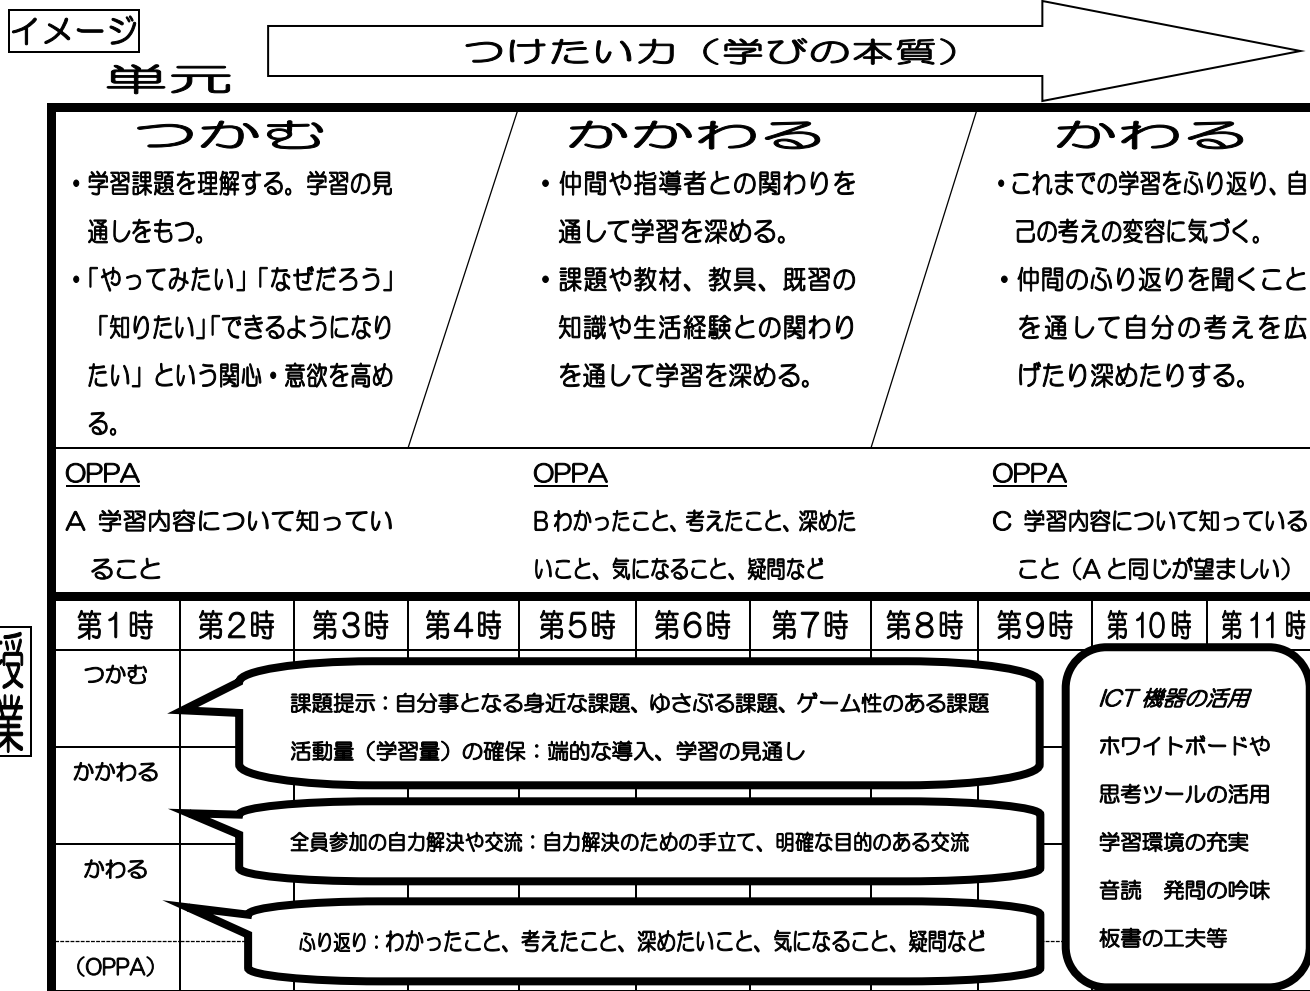 イメージ
つけたい力（学びの本質）
単元
つかむ
・学習課題を理解する。学習の見
通しをもつ。
・「やってみたい」「なぜだろう」
「知りたい」「できるようになり
たい」という関心・意欲を高め
る。
かかわる
・仲間や指導者との関わりを
通して学習を深める。
・課題や教材、教具、既習の
知識や生活経験との関わり
を通して学習を深める。
かわる
・これまでの学習をふり返り、自
己の考えの変容に気づく。
・仲間のふり返りを聞くこと
を通して自分の考えを広
げたり深めたりする。
OPPA
A 学習内容について知ってい
ること
OPPA
B わかったこと、考えたこと、深めた
いこと、気になること、疑問など
OPPA
C 学習内容について知っている
こと（A と同じが望ましい）
授業
第1時 第2時 第3時 第4時 第5時 第6時 第7時 第8時 第9時 第10時 第11時
つかむ
課題提示：自分事となる身近な課題、ゆさぶる課題、ゲーム性のある課題
活動量（学習量）の確保：端的な導入、学習の見通し
かかわる
全員参加の自力解決や交流：自力解決のための手立て、明確な目的のある交流
かわる
ふり返り：わかったこと、考えたこと、深めたいこと、気になること、疑問など
（OPPA）
ICT 機器の活用
ホワイトボードや
思考ツールの活用
学習環境の充実
音読　発問の吟味
板書の工夫等